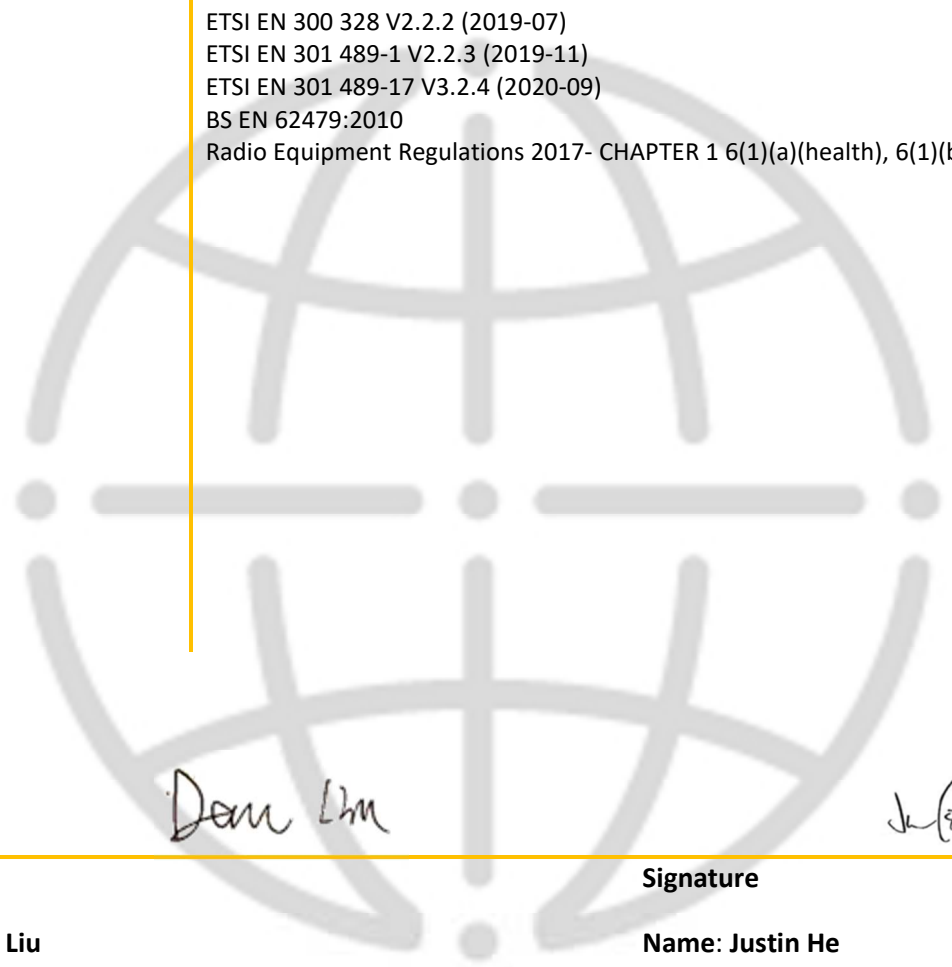 ETSI EN 300 328 V2.2.2 (2019-07)
ETSI EN 301 489-1 V2.2.3 (2019-11)
ETSI EN 301 489-17 V3.2.4 (2020-09)
BS EN 62479:2010
Radio Equipment Regulations 2017- CHAPTER 1 6(1)(a)(health), 6(1)(b
Signature
Liu
Name: Justin He